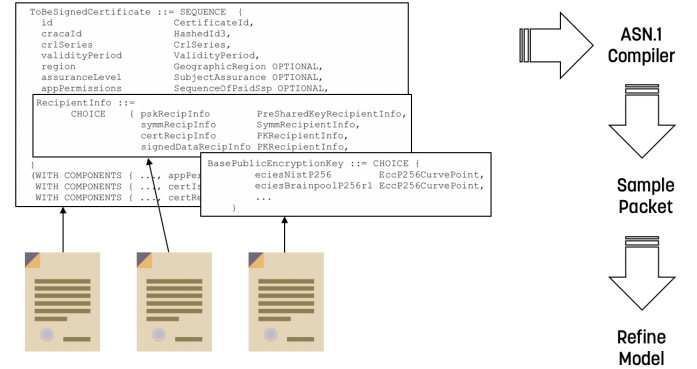 ToBeSignedCertificate ::= SEQUENCE {
id CertificateId,
cracaId HashedId3,
crlSeries CrlSeries,
validityPeriod ValidityPeriod,
region GeographicRegion OPTIONAL,
assuranceLevel SubjectAssurance OPTIONAL,
appPermissions SequenceOfPsidSsp OPTIONAL,
RecipientInfo ::=
CHOICE { pskRecipInfo PreSharedKeyRecipientInfo,
symmRecipInfo SymmRecipientInfo,
certRecipInfo PKRecipientInfo,
signedDataRecipInfo PKRecipientInfo,
}
(WITH COMPONENTS { ..., appPer
WITH COMPONENTS { ..., certIs
WITH COMPONENTS { ..., certRe
BasePublicEncryptionKey ::= CHOICE {
eciesNistP256 EccP256CurvePoint,
eciesBrainpoolP256r1 EccP256CurvePoint,
...
}
ASN.1
Compiler
Sample
Packet
Refine
Model